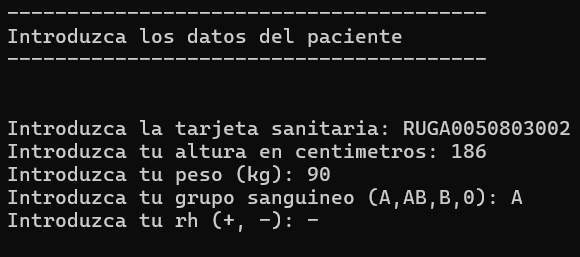 ----------------------------------------
Introduzca los datos del paciente
----------------------------------------
Introduzca la tarjeta sanitaria: RUGA0050803002
Introduzca tu altura en centimetros: 186
Introduzca tu peso (kg): 90
Introduzca tu grupo sanguineo (A,AB,B,0): A
Introduzca tu rh (+, -): -